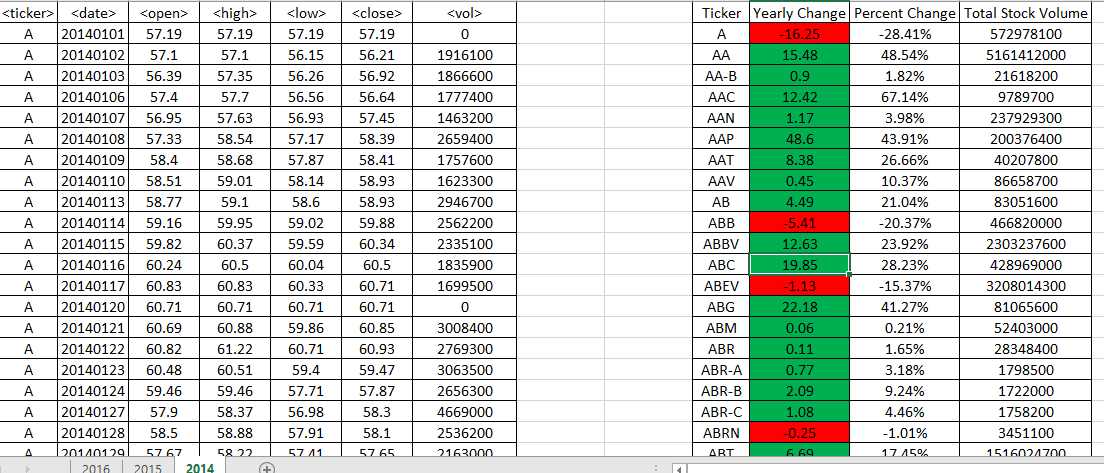 <ticker> <date> <open> <high> <low> <close> <vol> Ticker Yearly Change Percent Change Total Stock Volume
A 20140101 57.19 57.19 57.19 57.19 0 A -16.25 -28.41% 572978100
A 20140102 57.1 57.1 56.15 56.21 1916100 AA 15.48 48.54% 5161412000
A 20140103 56.39 57.35 56.26 56.92 1866600 AA-B 0.9 1.82% 21618200
A 20140106 57.4 57.7 56.56 56.64 1777400 AAC 12.42 67.14% 9789700
A 20140107 56.95 57.63 56.93 57.45 1463200 AAN 1.17 3.98% 237929300
A 20140108 57.33 58.54 57.17 58.39 2659400 AAP 48.6 43.91% 200376400
A 20140109 58.4 58.68 57.87 58.41 1757600 AAT 8.38 26.66% 40207800
A 20140110 58.51 59.01 58.14 58.93 1623300 AAV 0.45 10.37% 86658700
A 20140113 58.77 59.1 58.6 58.93 2946700 AB 4.49 21.04% 83051600
A 20140114 59.16 59.95 59.02 59.88 2562200 ABB -5.41 -20.37% 466820000
A 20140115 59.82 60.37 59.59 60.34 2335100 ABBV 12.63 23.92% 2303237600
A 20140116 60.24 60.5 60.04 60.5 1835900 ABC 19.85 28.23% 428969000
A 20140117 60.83 60.83 60.33 60.71 1699500 ABEV -1.13 -15.37% 3208014300
A 20140120 60.71 60.71 60.71 60.71 0 ABG 22.18 41.27% 81065600
A 20140121 60.69 60.88 59.86 60.85 3008400 ABM 0.06 0.21% 52403000
A 20140122 60.82 61.22 60.71 60.93 2769300 ABR 0.11 1.65% 28348400
A 20140123 60.48 60.51 59.4 59.47 3063500 ABR-A 0.77 3.18% 1798500
A 20140124 59.46 59.46 57.71 57.87 2656300 ABR-B 2.09 9.24% 1722000
A 20140127 57.9 58.37 56.98 58.3 4669000 ABR-C 1.08 4.46% 1758200
A 20140128 58.5 58.88 57.91 58.1 2536200 ABRN -0.25 -1.01% 3451100
A 20140129 57.67 58.22 57.41 57.65 2163000 ABT 6.69 17.45% 1516024700
2016 2015 2014